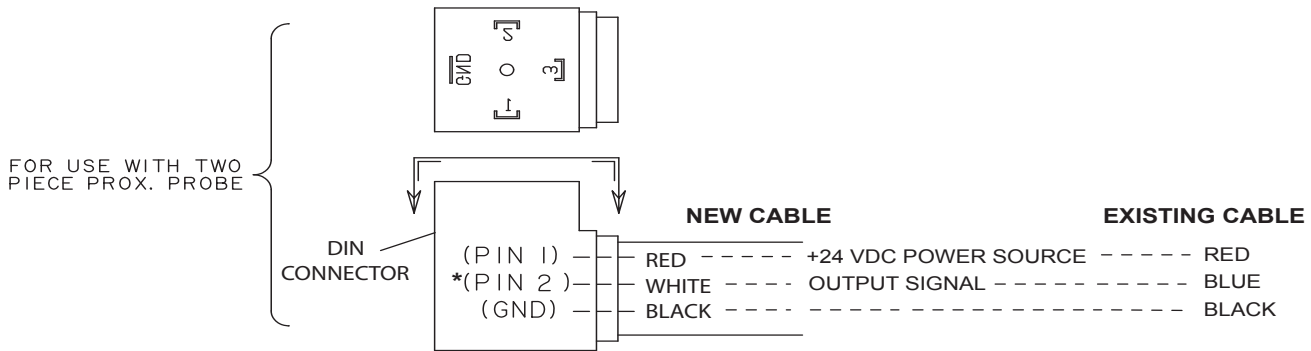 2
GND
3
1
FOR USE WITH TWO
PIECE PROX. PROBE
DIN
CONNECTOR
NEW CABLE EXISTING CABLE
(PIN 1) RED +24 VDC POWER SOURCE RED
*(PIN 2) WHITE OUTPUT SIGNAL BLUE
(GND) BLACK BLACK